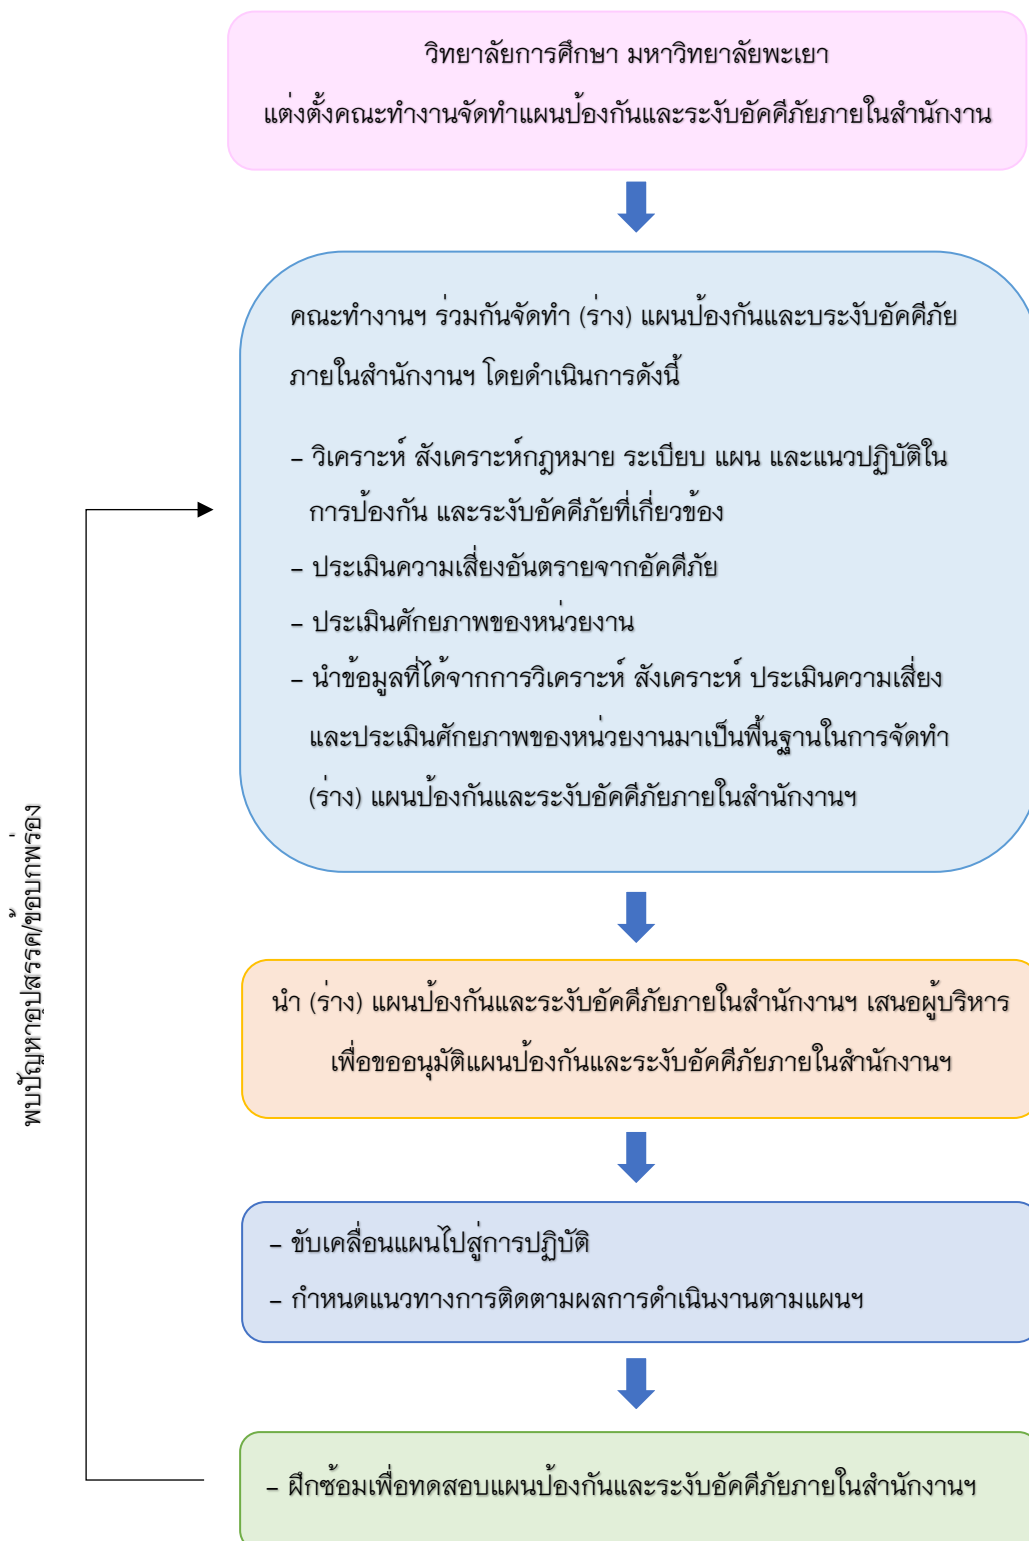 วิทยาลัยการศึกษา มหาวิทยาลัยพะเยา
แต่งตั้งคณะทำงานจัดทำแผนป้องกันและระงับอัคคีภัยภายในสำนักงาน
คณะทำงานฯ ร่วมกันจัดทำ (ร่าง) แผนป้องกันและบระงับอัคคีภัย
ภายในสำนักงานฯ โดยดำเนินการดังนี้
– วิเคราะห์ สังเคราะห์กฎหมาย ระเบียบ แผน และแนวปฏิบัติใน
การป้องกัน และระงับอัคคีภัยที่เกี่ยวข้อง
– ประเมินความเสี่ยงอันตรายจากอัคคีภัย
– ประเมินศักยภาพของหน่วยงาน
– นำข้อมูลที่ได้จากการวิเคราะห์ สังเคราะห์ ประเมินความเสี่ยง
และประเมินศักยภาพของหน่วยงานมาเป็นพื้นฐานในการจัดทำ
(ร่าง) แผนป้องกันและระงับอัคคีภัยภายในสำนักงานฯ
นำ (ร่าง) แผนป้องกันและระงับอัคคีภัยภายในสำนักงานฯ เสนอผู้บริหาร
เพื่อขออนุมัติแผนป้องกันและระงับอัคคีภัยภายในสำนักงานฯ
– ขับเคลื่อนแผนไปสู่การปฏิบัติ
– กำหนดแนวทางการติดตามผลการดำเนินงานตามแผนฯ
– ฝึกซ้อมเพื่อทดสอบแผนป้องกันและระงับอัคคีภัยภายในสำนักงานฯ
พบปัญหาอุปสรรค/ข้อบกพร่อง